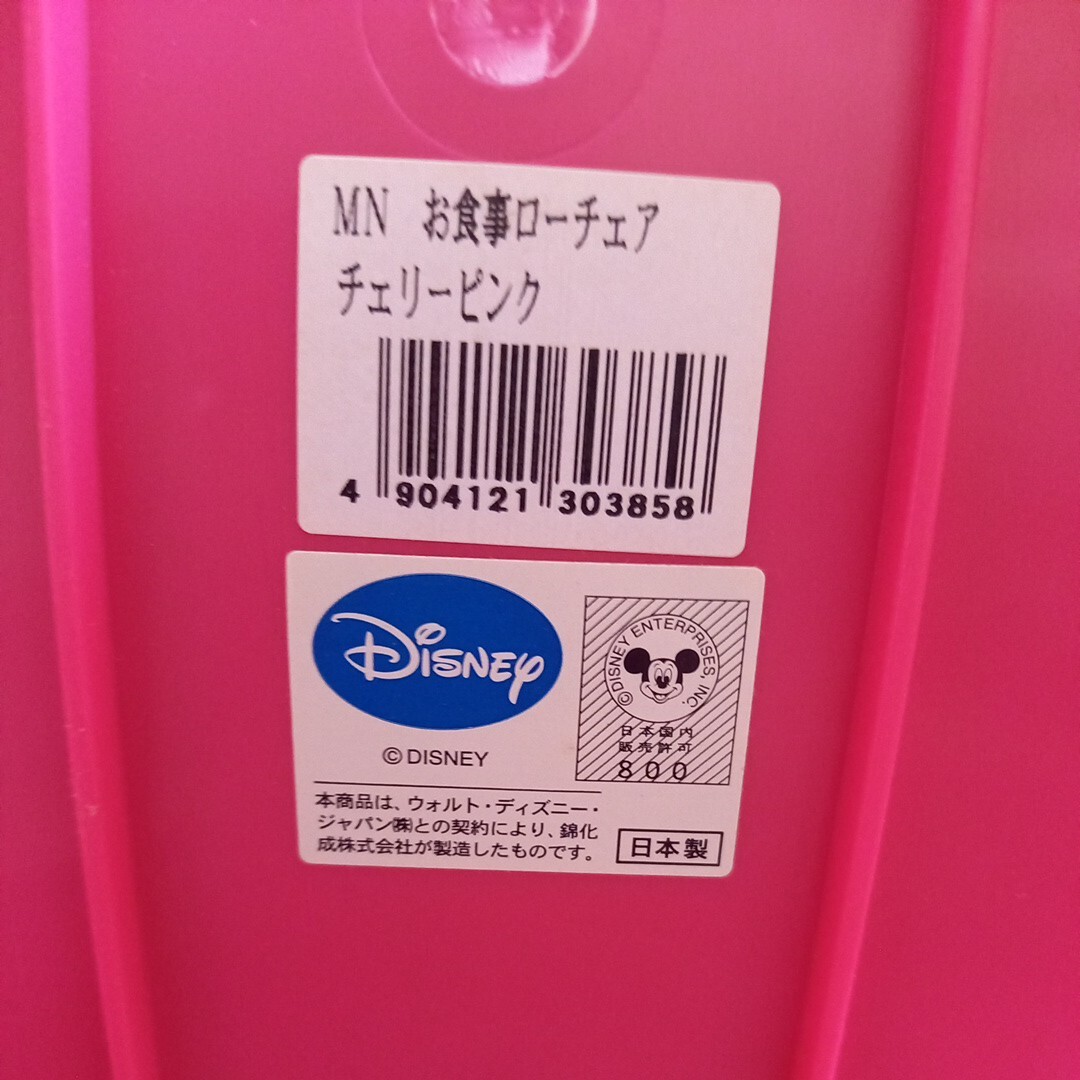 MN お食事ローチェア
チェリーピンク
4 904121 303858
DISNEY
© DISNEY
© DISNEY ENTERPRISES, INC.
日本国内
販売許可
800
本商品は、ウォルト・ディズニー・
ジャパン㈱との契約により、錦化
成株式会社が製造したものです。
日本製